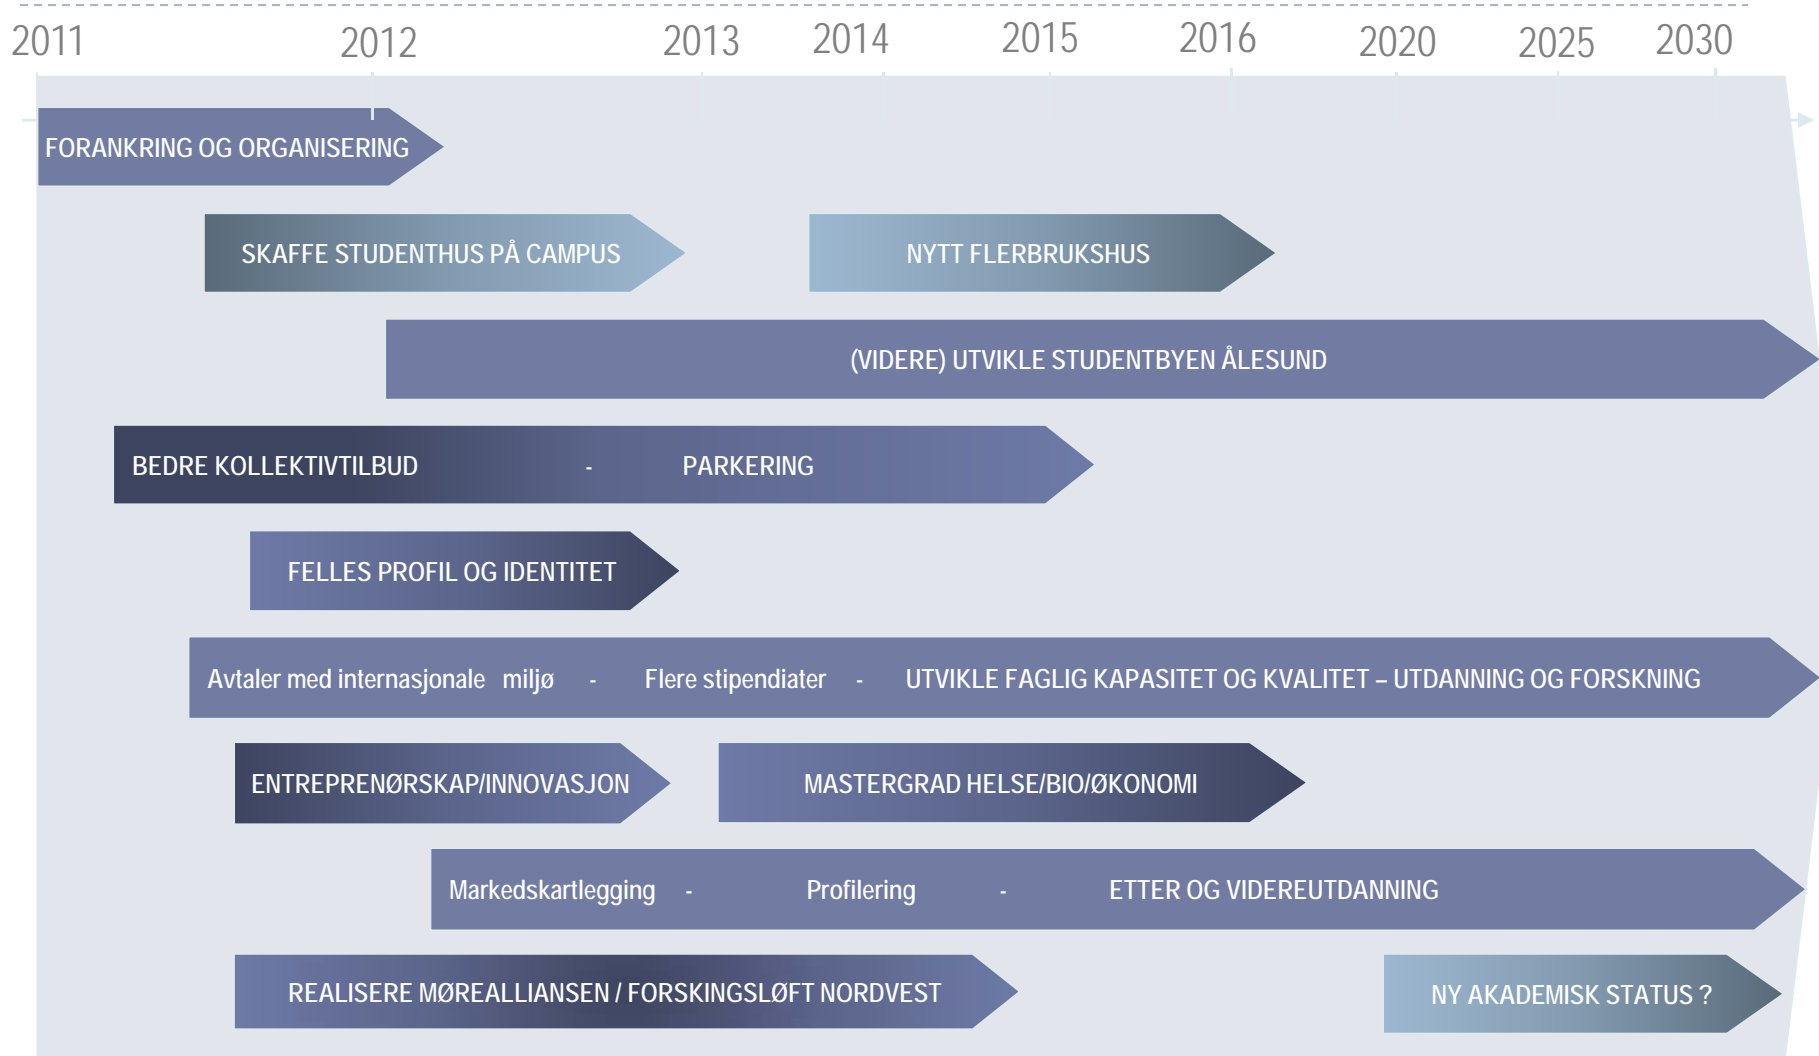 2011 2012 2013 2014 2015 2016 2020 2025 2030
FORANKRING OG ORGANISERING
SKAFFE STUDENTHUS PÅ CAMPUS NYTT FLERBRUKSHUS
(VIDERE) UTVIKLE STUDENTBYEN ÅLESUND
BEDRE KOLLEKTIVTILBUD - PARKERING
FELLES PROFIL OG IDENTITET
Avtaler med internasjonale miljø - Flere stipendiater - UTVIKLE FAGLIG KAPASITET OG KVALITET – UTDANNING OG FORSKNING
ENTREPRENØRSKAP/INNOVASJON MASTERGRAD HELSE/BIO/ØKONOMI
Markedskartlegging - Profilering - ETTER OG VIDEREUTDANNING
REALISERE MØREALLIANSEN / FORSKINGSLØFT NORDVEST NY AKADEMISK STATUS ?